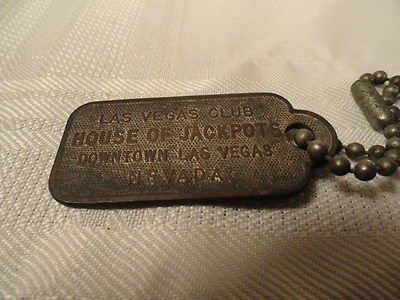 LAS VEGAS CLUB
HOUSE OF JACKPOTS
DOWNTOWN LAS VEGAS
NEVADA